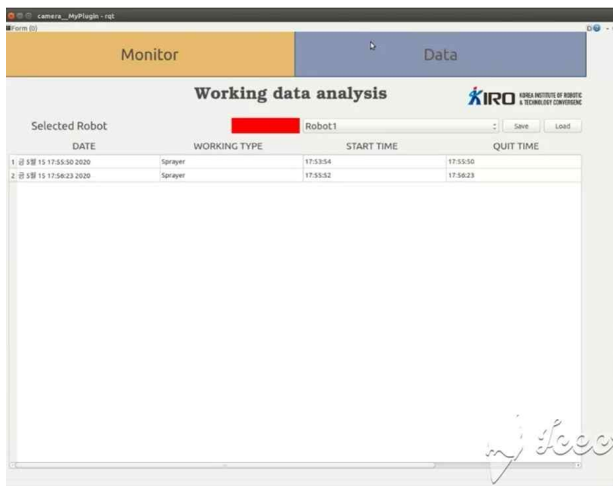 camera__MyPlugin - rqt
Form (0)
Monitor Data
Working data analysis
KIRO KOREA INSTITUTE OF ROBOTIC
& TECHNOLOGY CONVERGENC
Selected Robot Robot1 Save Load
DATE WORKING TYPE START TIME QUIT TIME
1 금 5월 15 17:55:50 2020 Sprayer 17:53:54 17:55:50
2 금 5월 15 17:56:23 2020 Sprayer 17:55:52 17:56:23